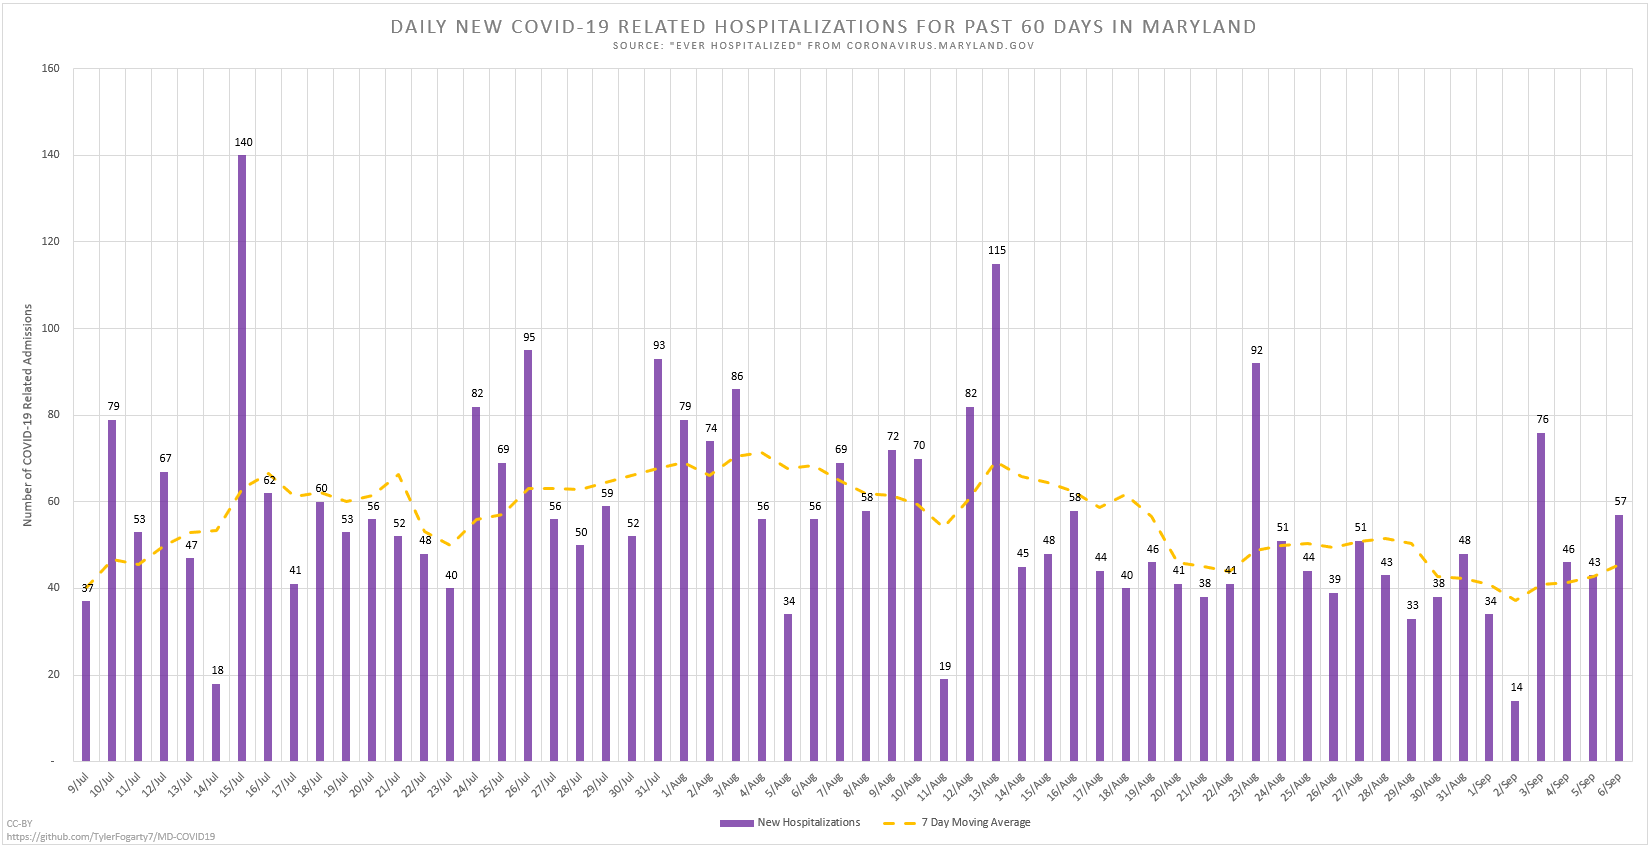 DAILY NEW COVID-19 RELATED HOSPITALIZATIONS FOR PAST 60 DAYS IN MARYLAND
SOURCE: "EVER HOSPITALIZED" FROM CORONAVIRUS.MARYLAND.GOV
Number of COVID-19 Related Admissions
160
140
120
100
80
60
40
20
-
37 79 53 67 47 18 140 62 41 60 53 56 52 48 40 82 69 95 56 50 59 52 93 79 74 86 56 34 56 69 58 72 70 19 82 115 45 48 58 44 40 46 41 38 41 92 51 44 39 51 43 33 38 48 34 14 76 46 43 57
9/Jul 10/Jul 11/Jul 12/Jul 13/Jul 14/Jul 15/Jul 16/Jul 17/Jul 18/Jul 19/Jul 20/Jul 21/Jul 22/Jul 23/Jul 24/Jul 25/Jul 26/Jul 27/Jul 28/Jul 29/Jul 30/Jul 31/Jul 1/Aug 2/Aug 3/Aug 4/Aug 5/Aug 6/Aug 7/Aug 8/Aug 9/Aug 10/Aug 11/Aug 12/Aug 13/Aug 14/Aug 15/Aug 16/Aug 17/Aug 18/Aug 19/Aug 20/Aug 21/Aug 22/Aug 23/Aug 24/Aug 25/Aug 26/Aug 27/Aug 28/Aug 29/Aug 30/Aug 31/Aug 1/Sep 2/Sep 3/Sep 4/Sep 5/Sep 6/Sep
New Hospitalizations 7 Day Moving Average
CC-BY
https://github.com/TylerFogarty7/MD-COVID19